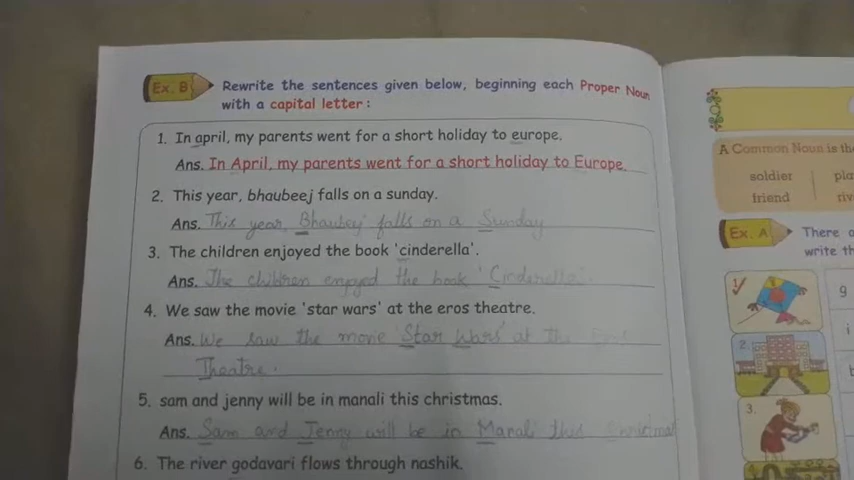 Ex. B Rewrite the sentences given below, beginning each Proper Noun
with a capital letter :
1. In april, my parents went for a short holiday to europe.
Ans. In April, my parents went for a short holiday to Europe.
2. This year, bhaubeej falls on a sunday.
Ans. This year, Bhaubeej falls on a Sunday
3. The children enjoyed the book 'cinderella'.
Ans. The children enjoyed the book 'Cinderella'.
4. We saw the movie 'star wars' at the eros theatre.
Ans. We saw the movie 'Star Wars' at the Eros
Theatre.
5. sam and jenny will be in manali this christmas.
Ans. Sam and Jenny will be in Manali this Christmas
6. The river godavari flows through nashik.
A Common Noun is the
soldier
friend
Ex. A There
write th
1.
2.
3.
g
i